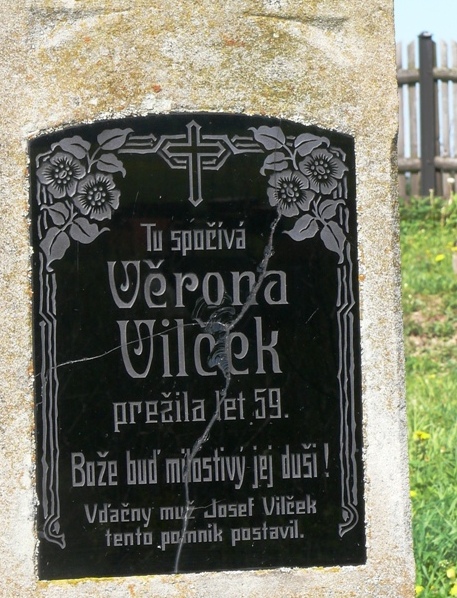 Tu spočívá
Věrona
Vilček
prežila let 59.
Bože buď milostivý jej duši!
Vďačny muž Josef Vilček
tento pomnik postavil.